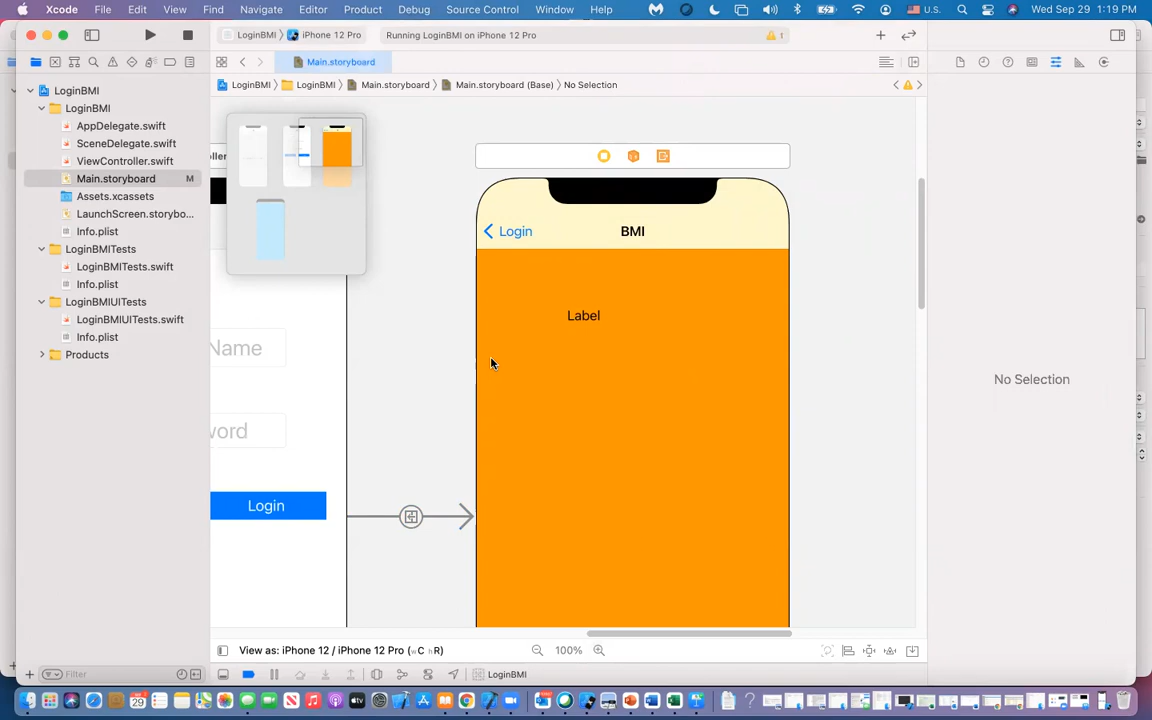 Xcode File Edit View Find Navigate Editor Product Debug Source Control Window Help U.S. Wed Sep 29 1:19 PM
LoginBMI iPhone 12 Pro Running LoginBMI on iPhone 12 Pro 1
Main.storyboard
LoginBMI LoginBMI Main.storyboard Main.storyboard (Base) No Selection
LoginBMI
LoginBMI
AppDelegate.swift
SceneDelegate.swift
ViewController.swift
Main.storyboard M
Assets.xcassets
LaunchScreen.storybo...
Info.plist
LoginBMITests
LoginBMITests.swift
Info.plist
LoginBMIUITests
LoginBMIUITests.swift
Info.plist
Products
ller
Login BMI
Label
Name
word
Login
No Selection
View as: iPhone 12 / iPhone 12 Pro (wC hR) 100%
Filter
LoginBMI
29